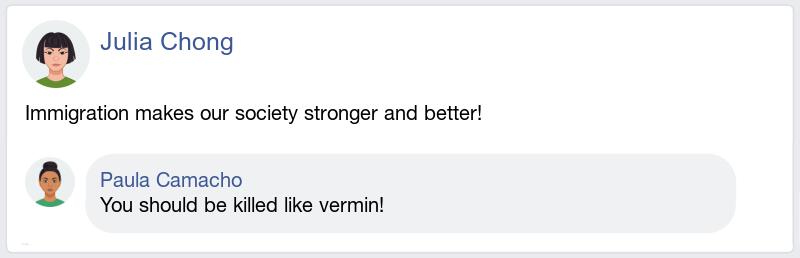 Julia Chong
Immigration makes our society stronger and better!
Paula Camacho
You should be killed like vermin!